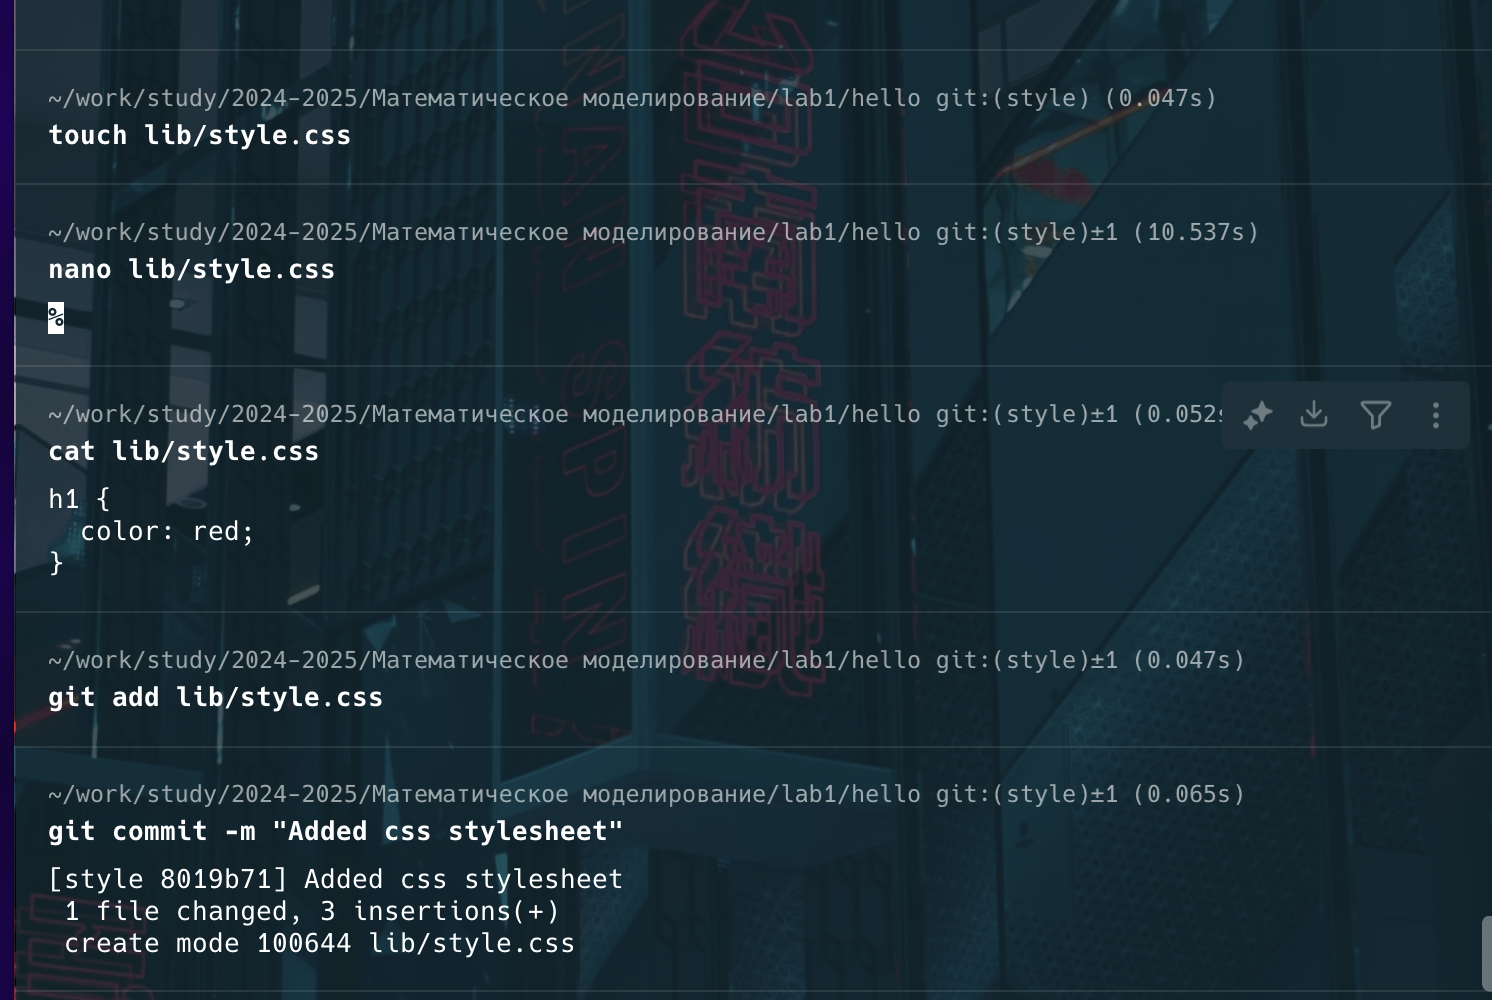 ~/work/study/2024-2025/Математическое моделирование/lab1/hello git:(style) (0.047s)
touch lib/style.css
~/work/study/2024-2025/Математическое моделирование/lab1/hello git:(style)±1 (10.537s)
nano lib/style.css
%
~/work/study/2024-2025/Математическое моделирование/lab1/hello git:(style)±1 (0.052s
cat lib/style.css
h1 {
  color: red;
}
~/work/study/2024-2025/Математическое моделирование/lab1/hello git:(style)±1 (0.047s)
git add lib/style.css
~/work/study/2024-2025/Математическое моделирование/lab1/hello git:(style)±1 (0.065s)
git commit -m "Added css stylesheet"
[style 8019b71] Added css stylesheet
 1 file changed, 3 insertions(+)
 create mode 100644 lib/style.css